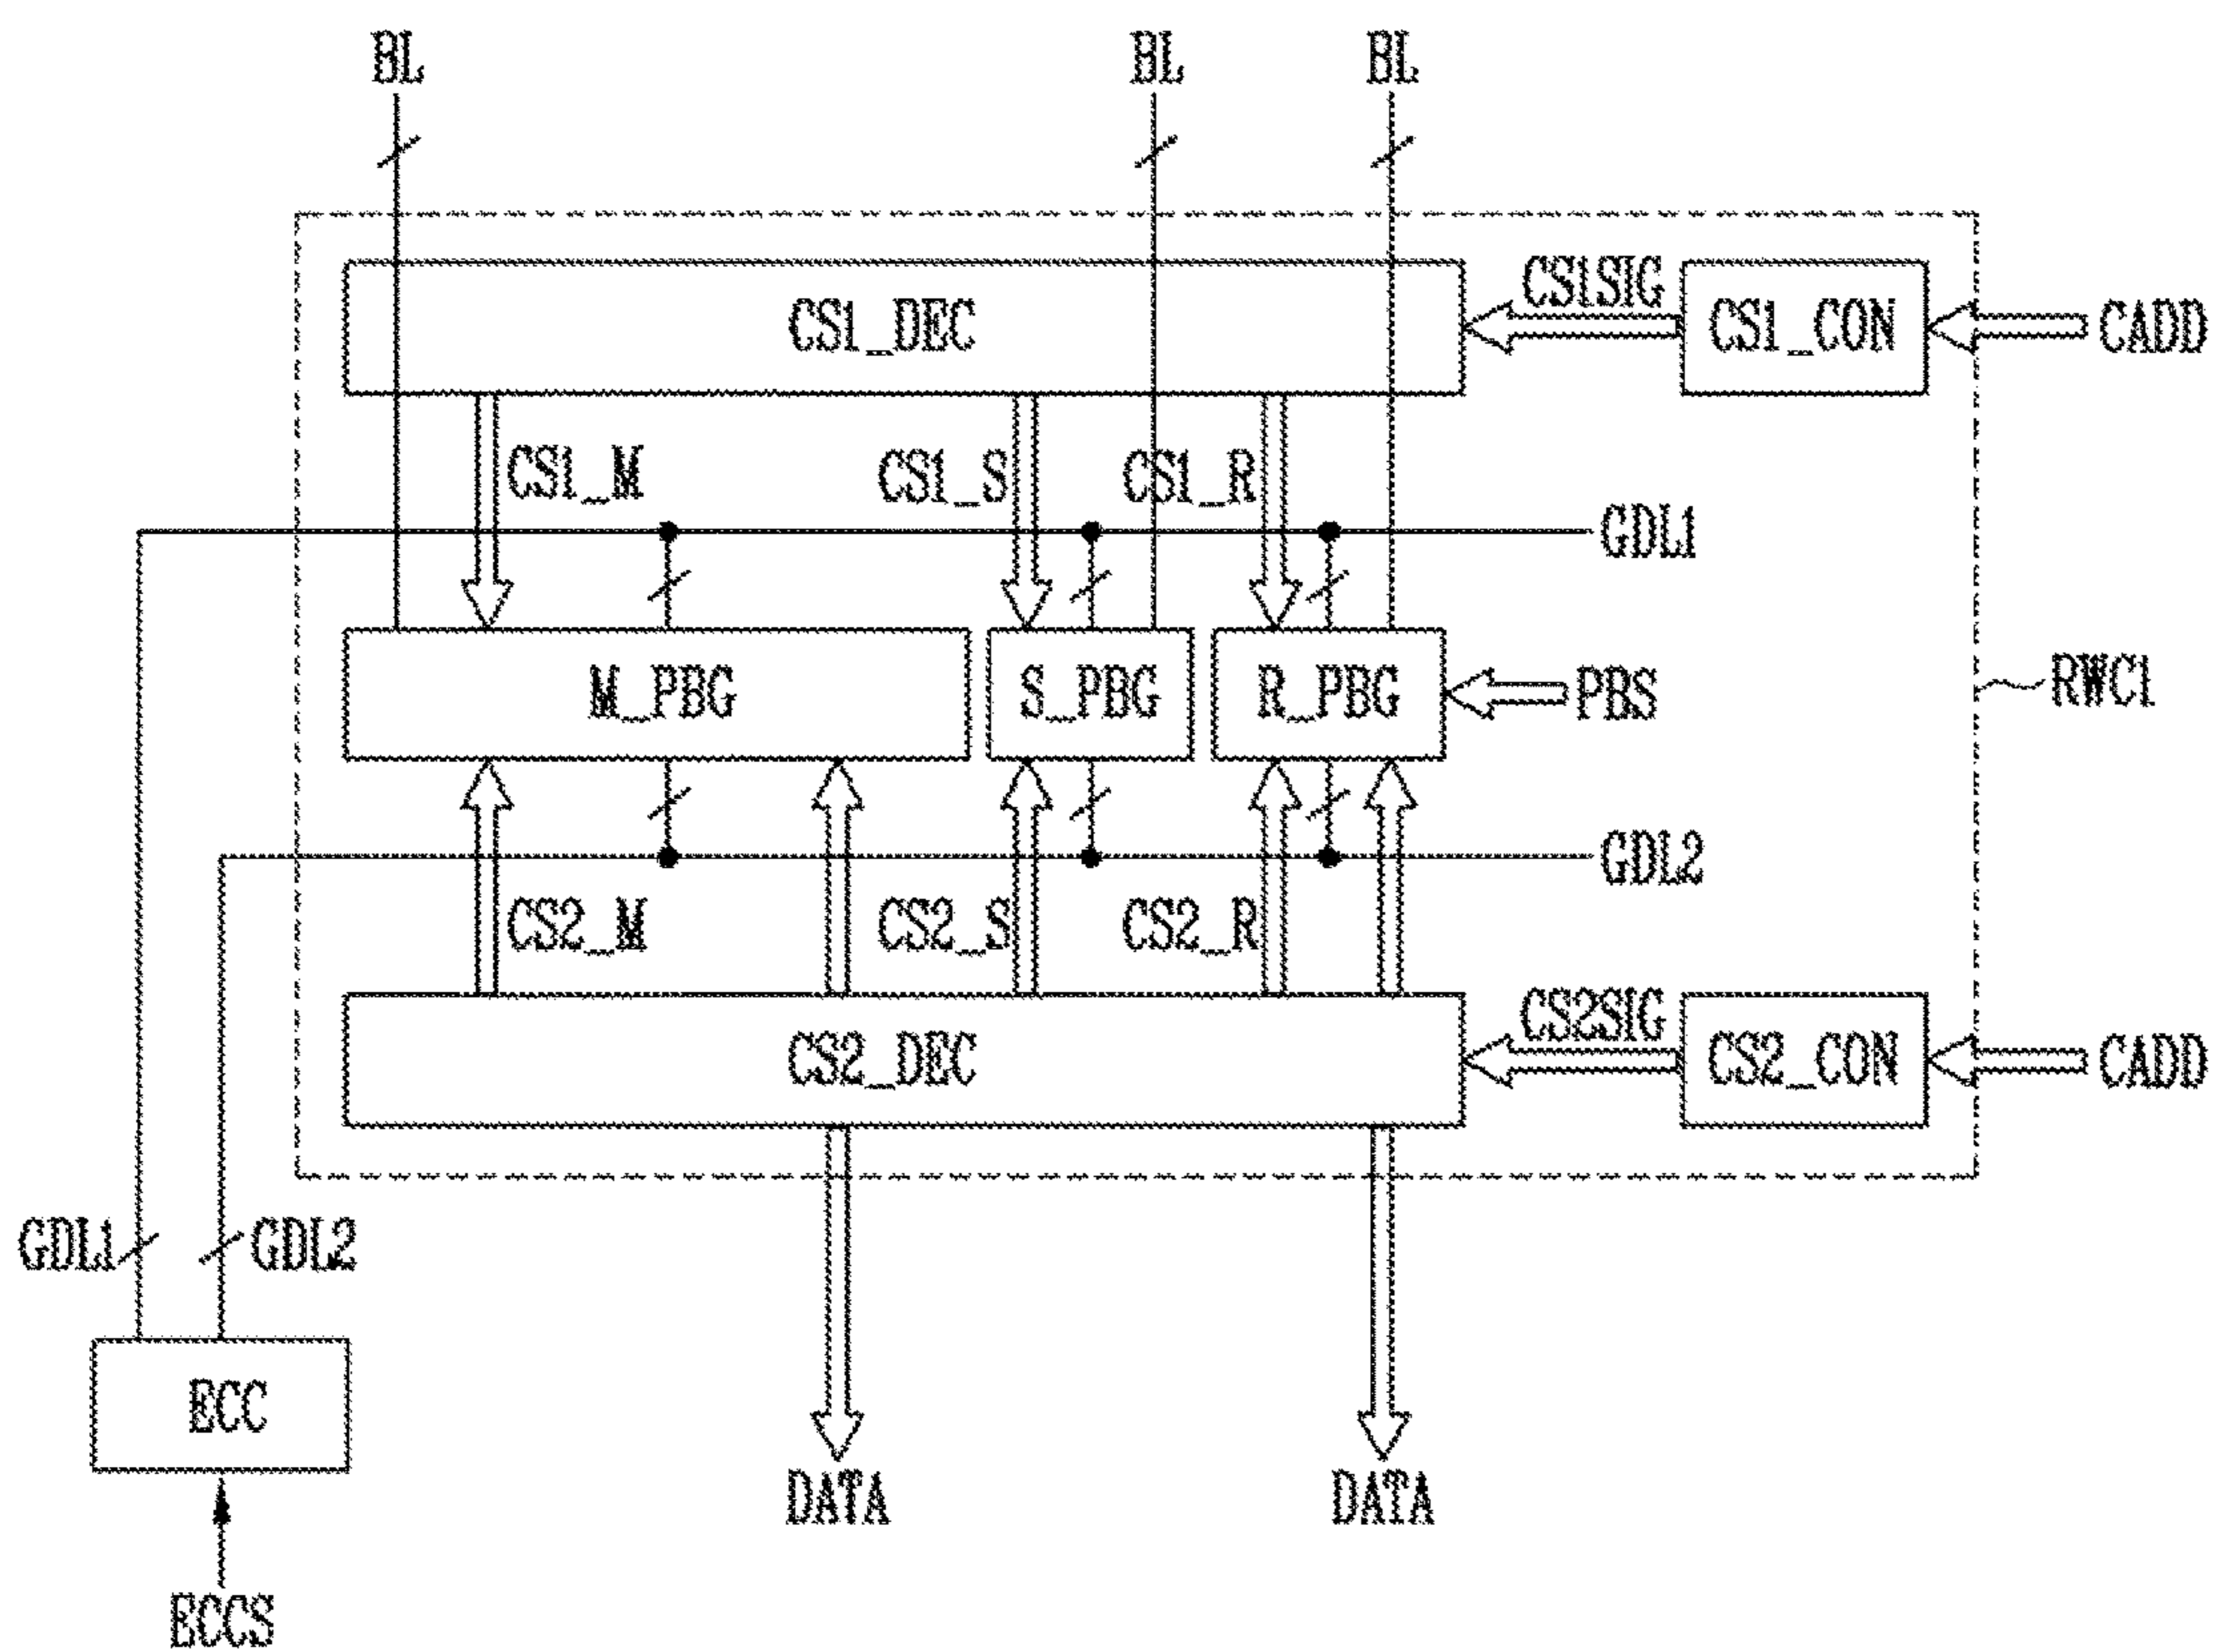 BL BL BL
CS1_DEC CS1SIG CS1_CON CADD
CS1_M CS1_S CS1_R
GDL1
M_PBG S_PBG R_PBG PBS RWC1
GDL2
CS2_M CS2_S CS2_R
CS2_DEC CS2SIG CS2_CON CADD
GDL1 GDL2
ECC
DATA DATA
ECCS